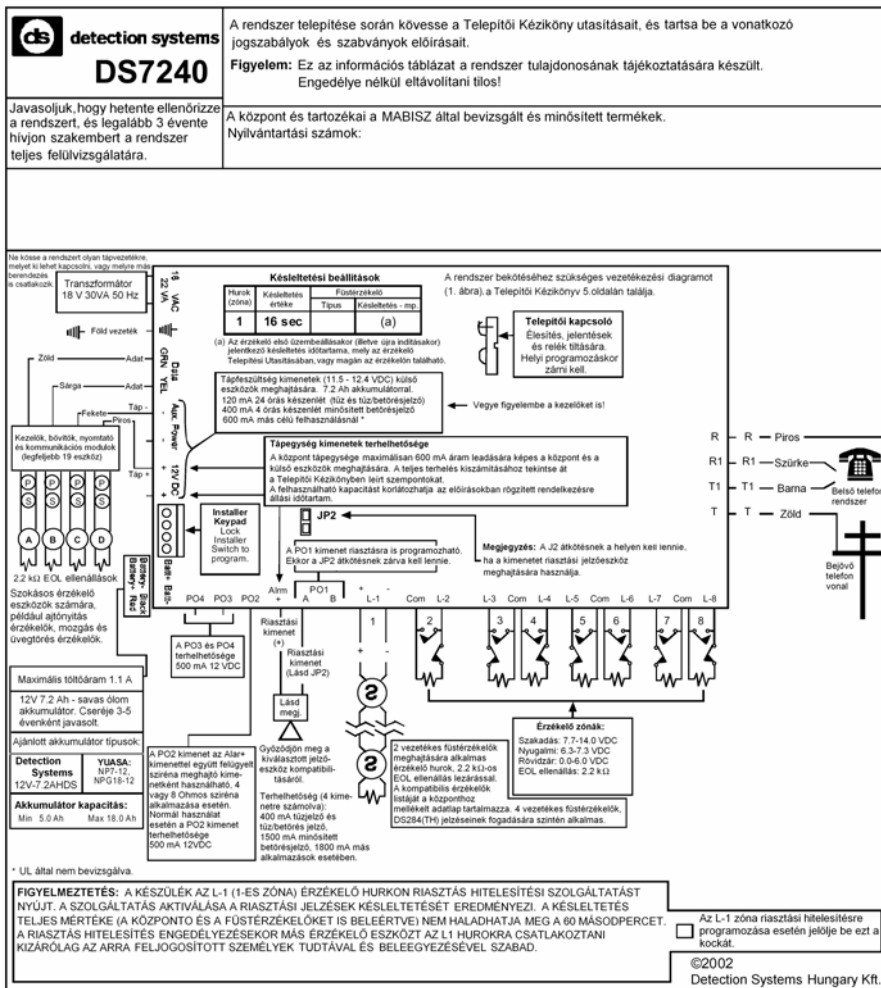 ds detection systems
DS7240
A rendszer telepítése során kövesse a Telepítői Kéziköny utasításait, és tartsa be a vonatkozó
jogszabályok és szabványok előírásait.
Figyelem: Ez az információs táblázat a rendszer tulajdonosának tájékoztatására készült.
Engedélye nélkül eltávolítani tilos!
Javasoljuk, hogy hetente ellenőrizze
a rendszert, és legalább 3 évente
hívjon szakembert a rendszer
teljes felülvizsgálatára.
A központ és tartozékai a MABISZ által bevizsgált és minősített termékek.
Nyilvántartási számok:
Ne kösse a rendszert olyan tápvezetékre,
melyet ki lehet kapcsolni, vagy melyre más
berendezés
is csatlakozik.
Transzformátor
18 V 30VA 50 Hz
16 VAC
22 VA
Föld vezeték
Zöld
Adat
GRN
Data
Sárga
Adat
YEL
Fekete
Táp -
-
Aux. Power
Piros
-
Táp +
+
12V DC
+
Kezelők, bővítők, nyomtató
és kommunikációs modulok
(legfeljebb 19 eszköz)
P P P P
S S S S
A B C D
2.2 kΩ EOL ellenállások
Szokásos érzékelő
eszközök számára,
például ajtónyitás
érzékelők, mozgás és
üvegtörés érzékelők.
Battery- Black
Battery+ Red
Batt+ Batt-
Késleltetési beállítások
Hurok
(zóna)
Késleltetés
értéke
Füstérzékelő
Típus
Késleltetés - mp.
1
16 sec
(a)
(a) Az érzékelő első üzembeállásakor (illetve újra indításakor)
jelentkező késleltetés időtartama, mely az érzékelő
Telepítési Utasításában, vagy magán az érzékelőn található.
A rendszer bekötéséhez szükséges vezetékezési diagramot
(1. ábra). a Telepítői Kézikönyv 5.oldalán találja.
Telepítői kapcsoló
Élesítés, jelentések
és relék tiltására.
Helyi programozáskor
zárni kell.
Tápfeszültség kimenetek (11.5 - 12.4 VDC) külső
eszközök meghajtására. 7.2 Ah akkumulátorral.
120 mA 24 órás készenlét (tűz és tűz/betörésjelző)
400 mA 4 órás készenlét minősített betörésjelző
600 mA más célú felhasználásnál *
Vegye figyelembe a kezelőket is!
Tápegység kimenetek terhelhetősége
A központ tápegysége maximálisan 600 mA áram leadására képes a központ és a
külső eszközök meghajtására. A teljes terhelés kiszámításához tekintse át
a Telepítői Kézikönyben leírt szempontokat.
A felhasználható kapacitást korlátozhatja az előírásokban rögzített rendelkezésre
állási időtartam.
Installer
Keypad
Lock
Installer
Switch to
program.
JP2
A PO1 kimenet riasztásra is programozható.
Ekkor a JP2 átkötésnek zárva kell lennie.
Megjegyzés: A J2 átkötésnek a helyen kell lennie,
ha a kimenetet riasztási jelzőeszköz
meghajtására használja.
R R Piros
R1 R1 Szürke
T1 T1 Barna
T T Zöld
Belső telefon
rendszer
Bejövő
telefon
vonal
PO4 PO3 PO2
Alrm
+
PO1
A B
+ -
L-1
Com L-2
L-3 Com L-4
L-5 Com L-6
L-7 Com L-8
Riasztási
kimenet
(+)
Riasztási
kimenet
(Lásd JP2)
Lásd
megj.
1
+ -
S
S
+ -
2 3 4 5 6 7 8
A PO3 és PO4
terhelhetősége
500 mA 12 VDC
Maximális töltőáram 1.1 A
12V 7.2 Ah - savas ólom
akkumulátor. Cseréje 3-5
évenként javasolt.
Ajánlott akkumulátor típusok:
Detection
Systems
12V-7.2AHDS
YUASA:
NP7-12,
NPG18-12
Akkumulátor kapacitás:
Min 5.0 Ah Max 18.0 Ah
A PO2 kimenet az Alar+
kimenettel együtt felügyelt
sziréna meghajtó kime-
netként használható, 4
vagy 8 Ohmos sziréna
alkalmazása esetén.
Normál használat
esetén a PO2 kimenet
terhelhetősége
500 mA 12VDC
Győződjön meg a
kiválasztott jelző-
eszköz kompatibili-
tásáról.
Terhelhetőség (4 kime-
netre számolva):
400 mA tűzjelző és
tűz/betörés jelző,
1500 mA minősített
betörésjelző, 1800 mA más
alkalmazások esetében.
2 vezetékes füstérzékelők
meghajtására alkalmas
érzékelő hurok, 2.2 kΩ-os
EOL ellenállás lezárással.
A kompatibilis érzékelők
listáját a központhoz
mellékelt adatlap tartalmazza. 4 vezetékes füstérzékelők,
DS284(TH) jelzéseinek fogadására szintén alkalmas.
Érzékelő zónák:
Szakadás: 7.7-14.0 VDC
Nyugalmi: 6.3-7.3 VDC
Rövidzár: 0.0-6.0 VDC
EOL ellenállás: 2.2 kΩ
* UL által nem bevizsgálva.
FIGYELMEZTETÉS: A KÉSZÜLÉK AZ L-1 (1-ES ZÓNA) ÉRZÉKELŐ HURKON RIASZTÁS HITELESÍTÉSI SZOLGÁLTATÁST
NYÚJT. A SZOLGÁLTATÁS AKTIVÁLÁSA A RIASZTÁSI JELZÉSEK KÉSLELTETÉSÉT EREDMÉNYEZI. A KÉSLELTETÉS
TELJES MÉRTÉKE (A KÖZPONTO ÉS A FÜSTÉRZÉKELŐKET IS BELEÉRTVE) NEM HALADHATJA MEG A 60 MÁSODPERCET.
A RIASZTÁS HITELESÍTÉS ENGEDÉLYEZÉSEKOR MÁS ÉRZÉKELŐ ESZKÖZT AZ L1 HUROKRA CSATLAKOZTANI
KIZÁRÓLAG AZ ARRA FELJOGOSÍTOTT SZEMÉLYEK TUDTÁVAL ÉS BELEEGYEZÉSÉVEL SZABAD.
Az L-1 zóna riasztási hitelesítésre
programozása esetén jelölje be ezt a
kockát.
©2002
Detection Systems Hungary Kft.